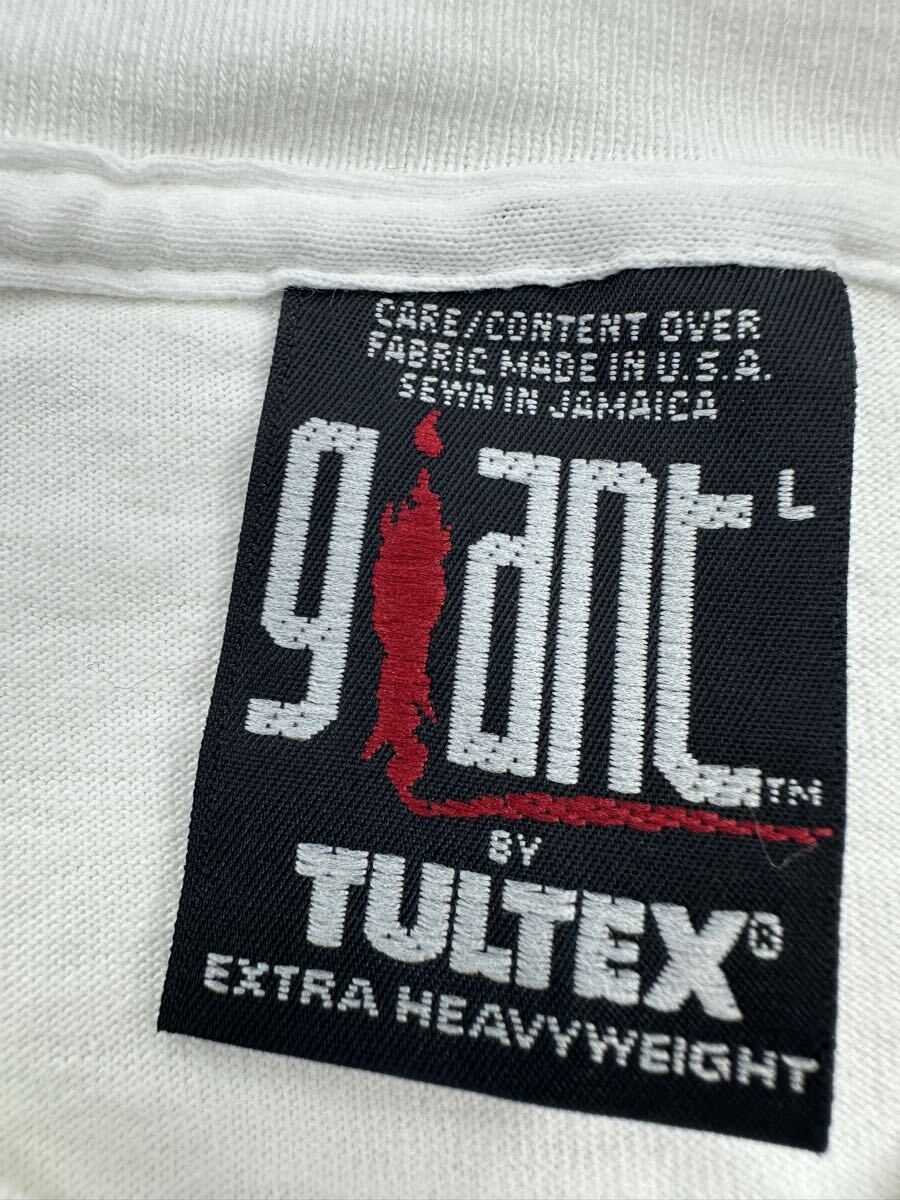 CARE/CONTENT OVER
FABRIC MADE IN U.S.A.
SEWN IN JAMAICA
giant L
TM
BY
TULTEX®
EXTRA HEAVYWEIGHT